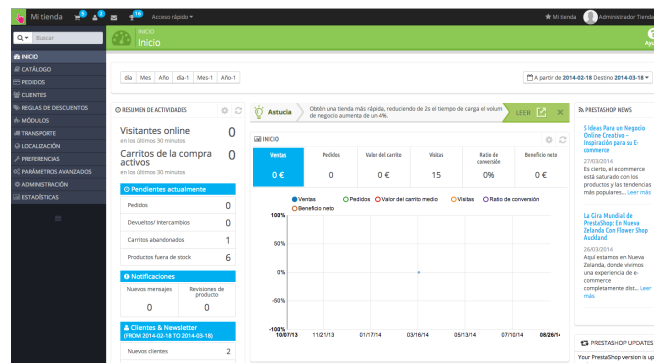 Mi tienda
Acceso rápido
Mi tienda
Administrador Tienda
Buscar
INICIO
Inicio
INICIO
CATÁLOGO
PEDIDOS
CLIENTES
REGLAS DE DESCUENTOS
MÓDULOS
TRANSPORTE
LOCALIZACIÓN
PREFERENCIAS
PARÁMETROS AVANZADOS
ADMINISTRACIÓN
ESTADÍSTICAS
día Mes Año día-1 Mes-1 Año-1
A partir de 2014-02-18 Destino 2014-03-18
RESUMEN DE ACTIVIDADES
Visitantes online 0
en los últimos 30 minutos
Carritos de la compra activos 0
en los últimos 30 minutos
Pendientes actualmente
Pedidos 0
Devueltos/ Intercambios 0
Carritos abandonados 1
Productos fuera de stock 6
Notificaciones
Nuevos mensajes
Revisiones de producto
0 0
Clientes & Newsletter
(FROM 2014-02-18 TO 2014-03-18)
Nuevos clientes 2
Astucia
Obtén una tienda más rápida, reduciendo de 2s el tiempo de carga el volum
de negocio aumenta de un 4%.
LEER
INICIO
Ventas Pedidos Valor del carrito Visitas Ratio de conversión Beneficio neto
0 € 0 0 € 15 0% 0 €
Ventas Pedidos Valor del carrito medio Visitas Ratio de conversión
Beneficio neto
100%
50%
0%
-50%
-100%
10/07/13 11/21/13 01/17/14 03/16/14 05/13/14 07/10/14 08/26/1
PRESTASHOP NEWS
5 Ideas Para un Negocio
Online Creativo -
Inspiración para su E-
commerce
27/03/2014
Es cierto, el ecommerce
está saturado con los
productos y las tendencias
más populares... Leer más
La Gira Mundial de
PrestaShop: En Nueva
Zelanda Con Flower Shop
Auckland
26/03/2014
Aquí estamos en Nueva
Zelanda, donde vivimos
una experiencia de e-
commerce
completamente dist... Leer
más
PRESTASHOP UPDATES
Your PrestaShop version is up